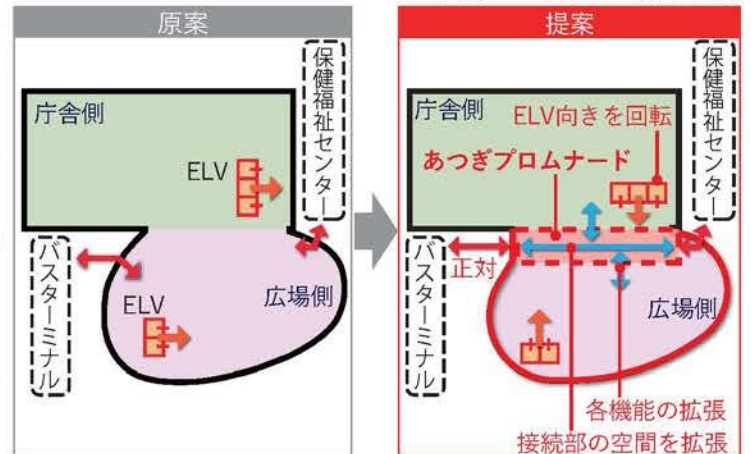 原案
保健福祉センター
庁舎側
ELV
バスターミナル
ELV
広場側
提案
保健福祉センター
庁舎側
ELV向きを回転
あつぎプロムナード
バスターミナル
正対
広場側
各機能の拡張
接続部の空間を拡張